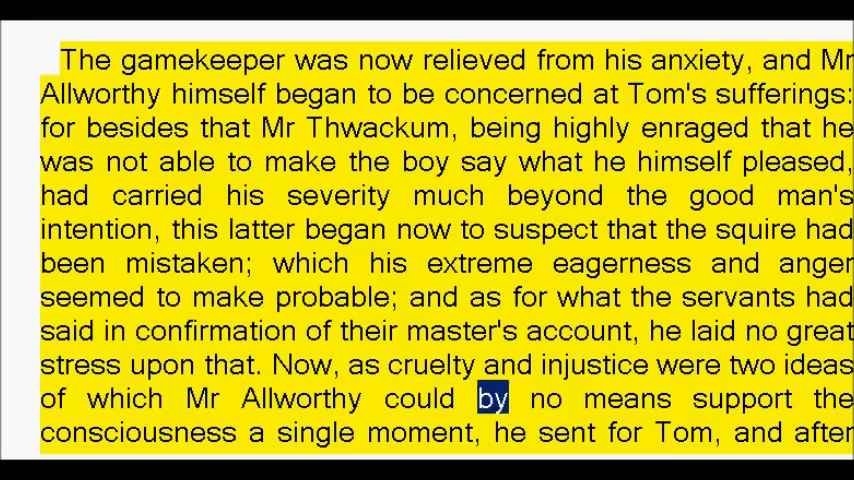 The gamekeeper was now relieved from his anxiety, and Mr
Allworthy himself began to be concerned at Tom's sufferings:
for besides that Mr Thwackum, being highly enraged that he
was not able to make the boy say what he himself pleased,
had carried his severity much beyond the good man's
intention, this latter began now to suspect that the squire had
been mistaken; which his extreme eagerness and anger
seemed to make probable; and as for what the servants had
said in confirmation of their master's account, he laid no great
stress upon that. Now, as cruelty and injustice were two ideas
of which Mr Allworthy could by no means support the
consciousness a single moment, he sent for Tom, and after